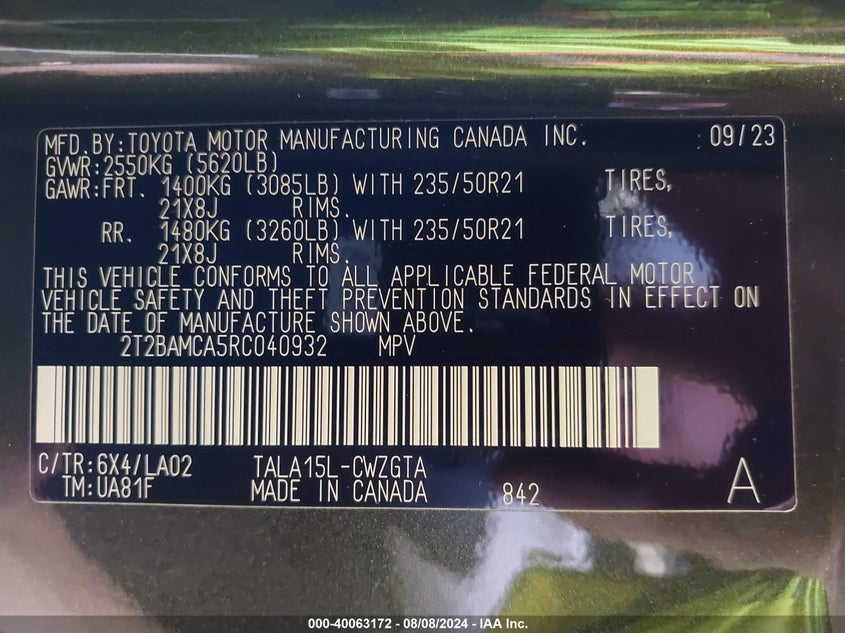 MFD.BY:TOYOTA MOTOR MANUFACTURING CANADA INC. 09/23
GVWR:2550KG (5620LB)
GAWR:FRT. 1400KG (3085LB) WITH 235/50R21 TIRES,
21X8J RIMS.
RR. 1480KG (3260LB) WITH 235/50R21 TIRES,
21X8J RIMS.
THIS VEHICLE CONFORMS TO ALL APPLICABLE FEDERAL MOTOR
VEHICLE SAFETY AND THEFT PREVENTION STANDARDS IN EFFECT ON
THE DATE OF MANUFACTURE SHOWN ABOVE.
2T2BAMCA5RC040932 MPV
C/TR:6X4/LA02 TALA15L-CWZGTA
TM:UA81F MADE IN CANADA 842 A
000-40063172 - 08/08/2024 - IAA Inc.